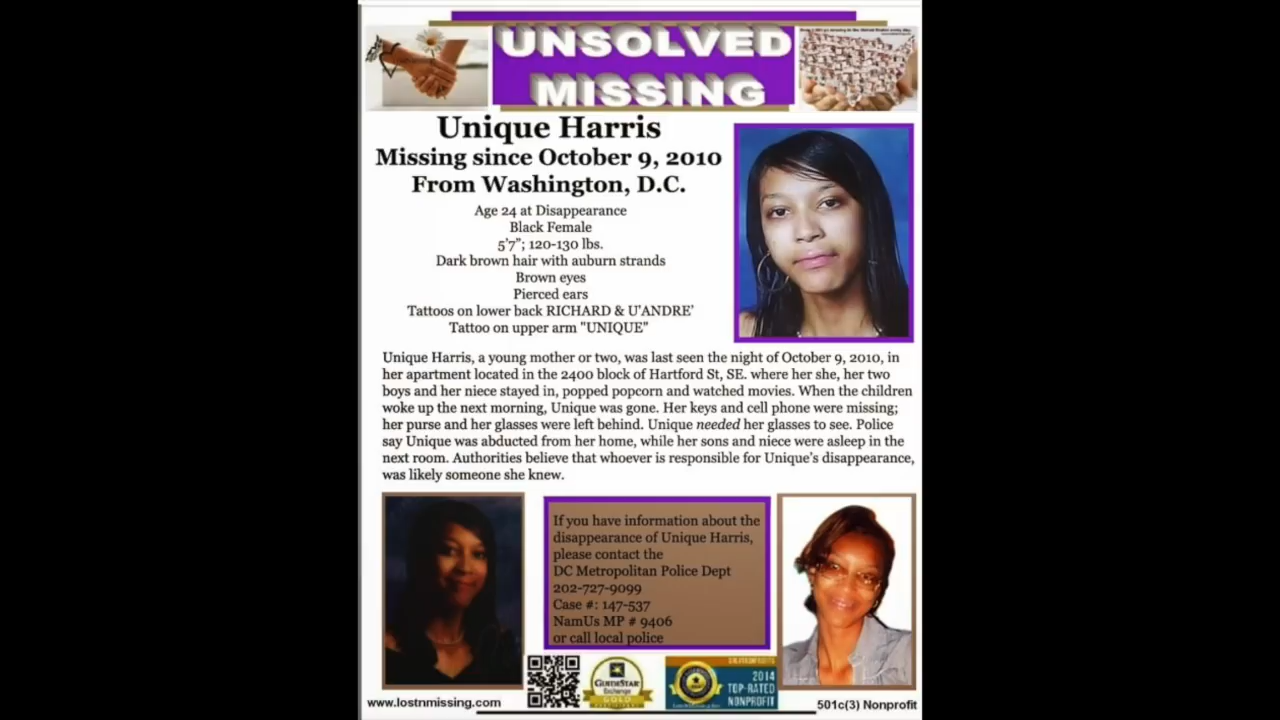 UNSOLVED
MISSING
Unique Harris
Missing since October 9, 2010
From Washington, D.C.
Age 24 at Disappearance
Black Female
5'7"; 120-130 lbs.
Dark brown hair with auburn strands
Brown eyes
Pierced ears
Tattoos on lower back RICHARD & U'ANDRE'
Tattoo on upper arm "UNIQUE"
Unique Harris, a young mother or two, was last seen the night of October 9, 2010, in
her apartment located in the 2400 block of Hartford St, SE. where her she, her two
boys and her niece stayed in, popped popcorn and watched movies. When the children
woke up the next morning, Unique was gone. Her keys and cell phone were missing;
her purse and her glasses were left behind. Unique needed her glasses to see. Police
say Unique was abducted from her home, while her sons and niece were asleep in the
next room. Authorities believe that whoever is responsible for Unique's disappearance,
was likely someone she knew.
If you have information about the
disappearance of Unique Harris,
please contact the
DC Metropolitan Police Dept
202-727-9099
Case #: 147-537
NamUs MP # 9406
or call local police
GUIDESTAR
Exchange
GOLD
GREATNONPROFITS
2014
TOP-RATED
NONPROFIT
www.lostnmissing.com
501c(3) Nonprofit